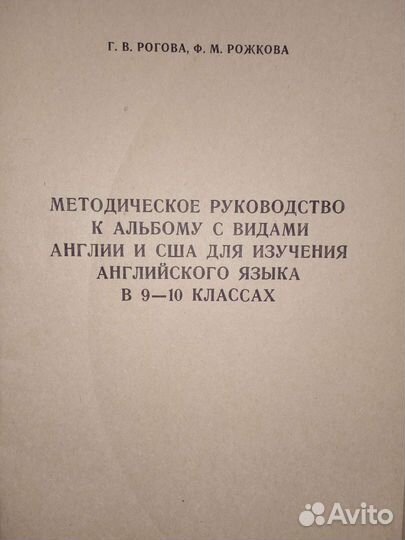 Г. В. РОГОВА, Ф. М. РОЖКОВА
МЕТОДИЧЕСКОЕ РУКОВОДСТВО
К АЛЬБОМУ С ВИДАМИ
АНГЛИИ И США ДЛЯ ИЗУЧЕНИЯ
АНГЛИЙСКОГО ЯЗЫКА
В 9—10 КЛАССАХ
Avito